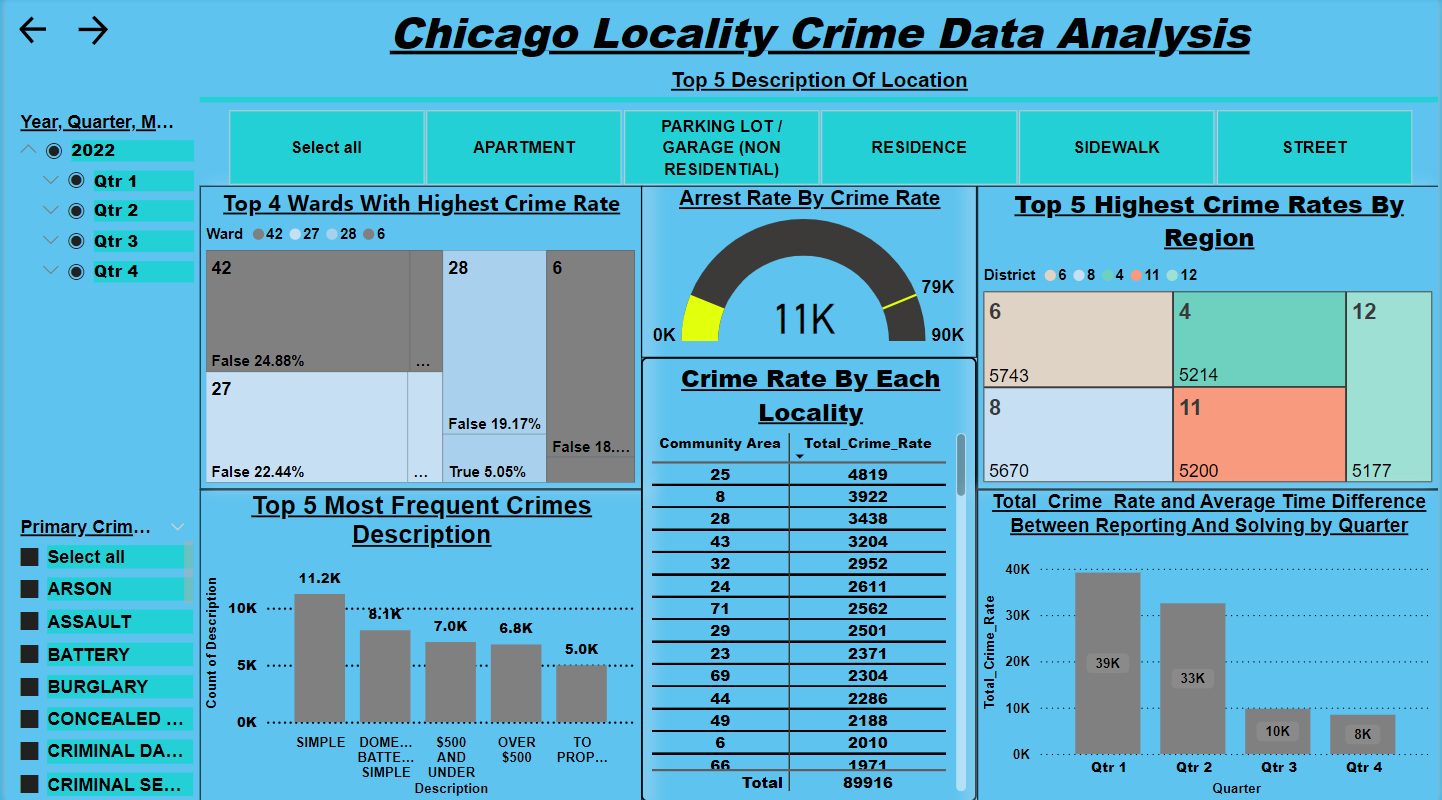 Chicago Locality Crime Data Analysis
Top 5 Description Of Location
Year, Quarter, M...
2022
Qtr 1
Qtr 2
Qtr 3
Qtr 4
Select all
APARTMENT
PARKING LOT /
GARAGE (NON
RESIDENTIAL)
RESIDENCE
SIDEWALK
STREET
Top 4 Wards With Highest Crime Rate
Ward 42 27 28 6
42
False 24.88%
...
27
False 22.44%
...
28
False 19.17%
True 5.05%
6
False 18....
Arrest Rate By Crime Rate
79K
11K
0K
90K
Top 5 Highest Crime Rates By
Region
District 6 8 4 11 12
6
5743
8
5670
4
5214
11
5200
12
5177
Crime Rate By Each
Locality
Community Area Total_Crime_Rate
25 4819
8 3922
28 3438
43 3204
32 2952
24 2611
71 2562
29 2501
23 2371
69 2304
44 2286
49 2188
6 2010
66 1971
Total 89916
Primary Crim...
Select all
ARSON
ASSAULT
BATTERY
BURGLARY
CONCEALED ...
CRIMINAL DA...
CRIMINAL SE...
Top 5 Most Frequent Crimes
Description
Count of Description
10K
5K
0K
11.2K
8.1K
7.0K
6.8K
5.0K
SIMPLE
DOME...
BATTE...
SIMPLE
$500
AND
UNDER
OVER
$500
TO
PROP...
Description
Total_Crime_Rate and Average Time Difference
Between Reporting And Solving by Quarter
Total_Crime_Rate
40K
30K
20K
10K
0K
39K
33K
10K
8K
Qtr 1
Qtr 2
Qtr 3
Qtr 4
Quarter